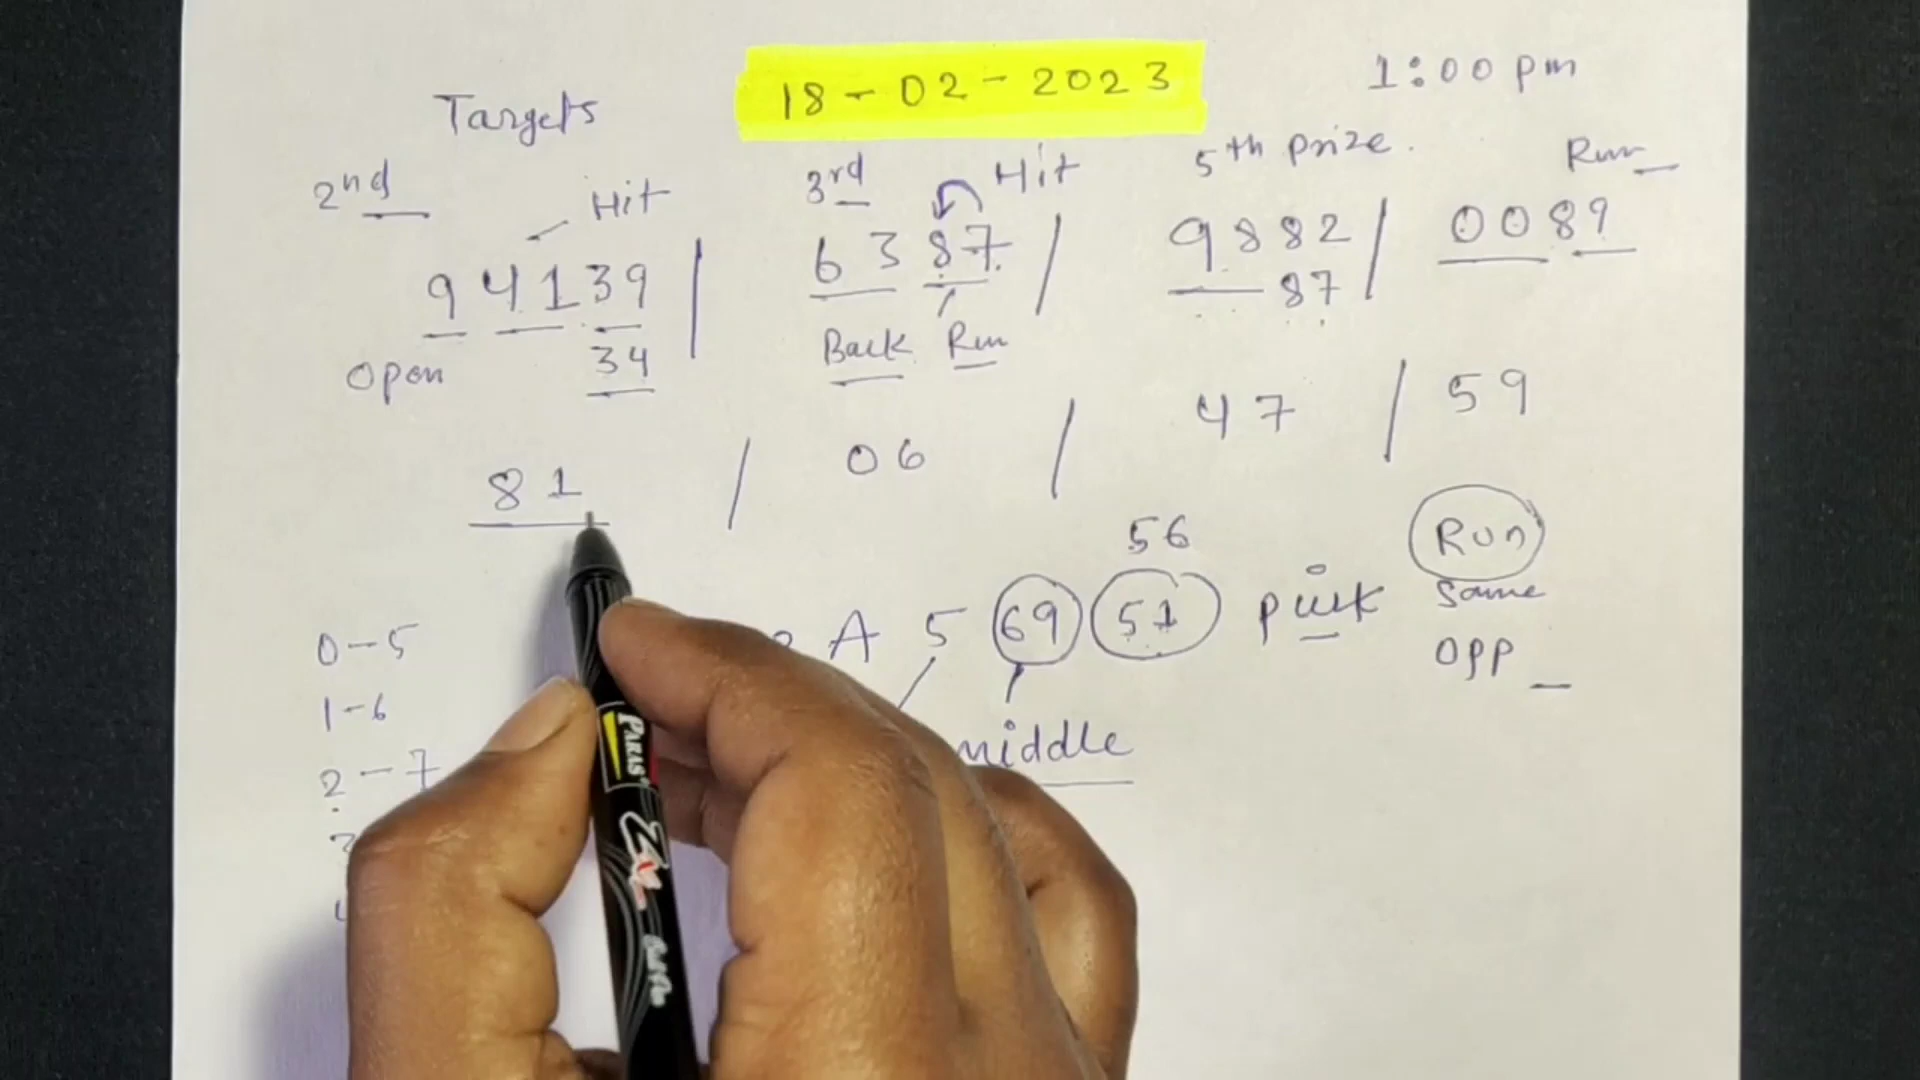 Targets 18-02-2023 1:00 pm
2nd Hit 3rd Hit 5th prize. Run
94139 / 6387 / 9882 / 0089
34 Back Run 87
Open
81 / 06 / 47 / 59
56 Run
A 5 69 51 Same
0-5 opp
1-6
2-7 middle
PARAS